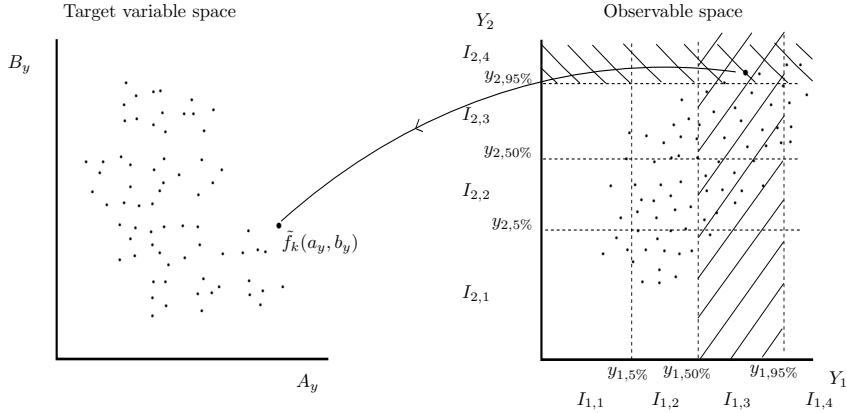 Target variable space
B_y
f̃_k(a_y, b_y)
A_y
Observable space
Y_2
I_{2,4}
y_{2,95%}
I_{2,3}
y_{2,50%}
I_{2,2}
y_{2,5%}
I_{2,1}
y_{1,5%} y_{1,50%} y_{1,95%}
Y_1
I_{1,1} I_{1,2} I_{1,3} I_{1,4}